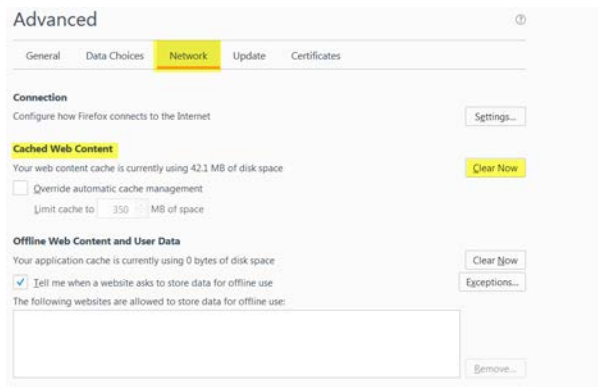 Advanced ?
General Data Choices Network Update Certificates
Connection
Configure how Firefox connects to the Internet Settings...
Cached Web Content
Your web content cache is currently using 42.1 MB of disk space Clear Now
Override automatic cache management
Limit cache to 350 MB of space
Offline Web Content and User Data
Your application cache is currently using 0 bytes of disk space Clear Now
Tell me when a website asks to store data for offline use Exceptions...
The following websites are allowed to store data for offline use:
Remove...